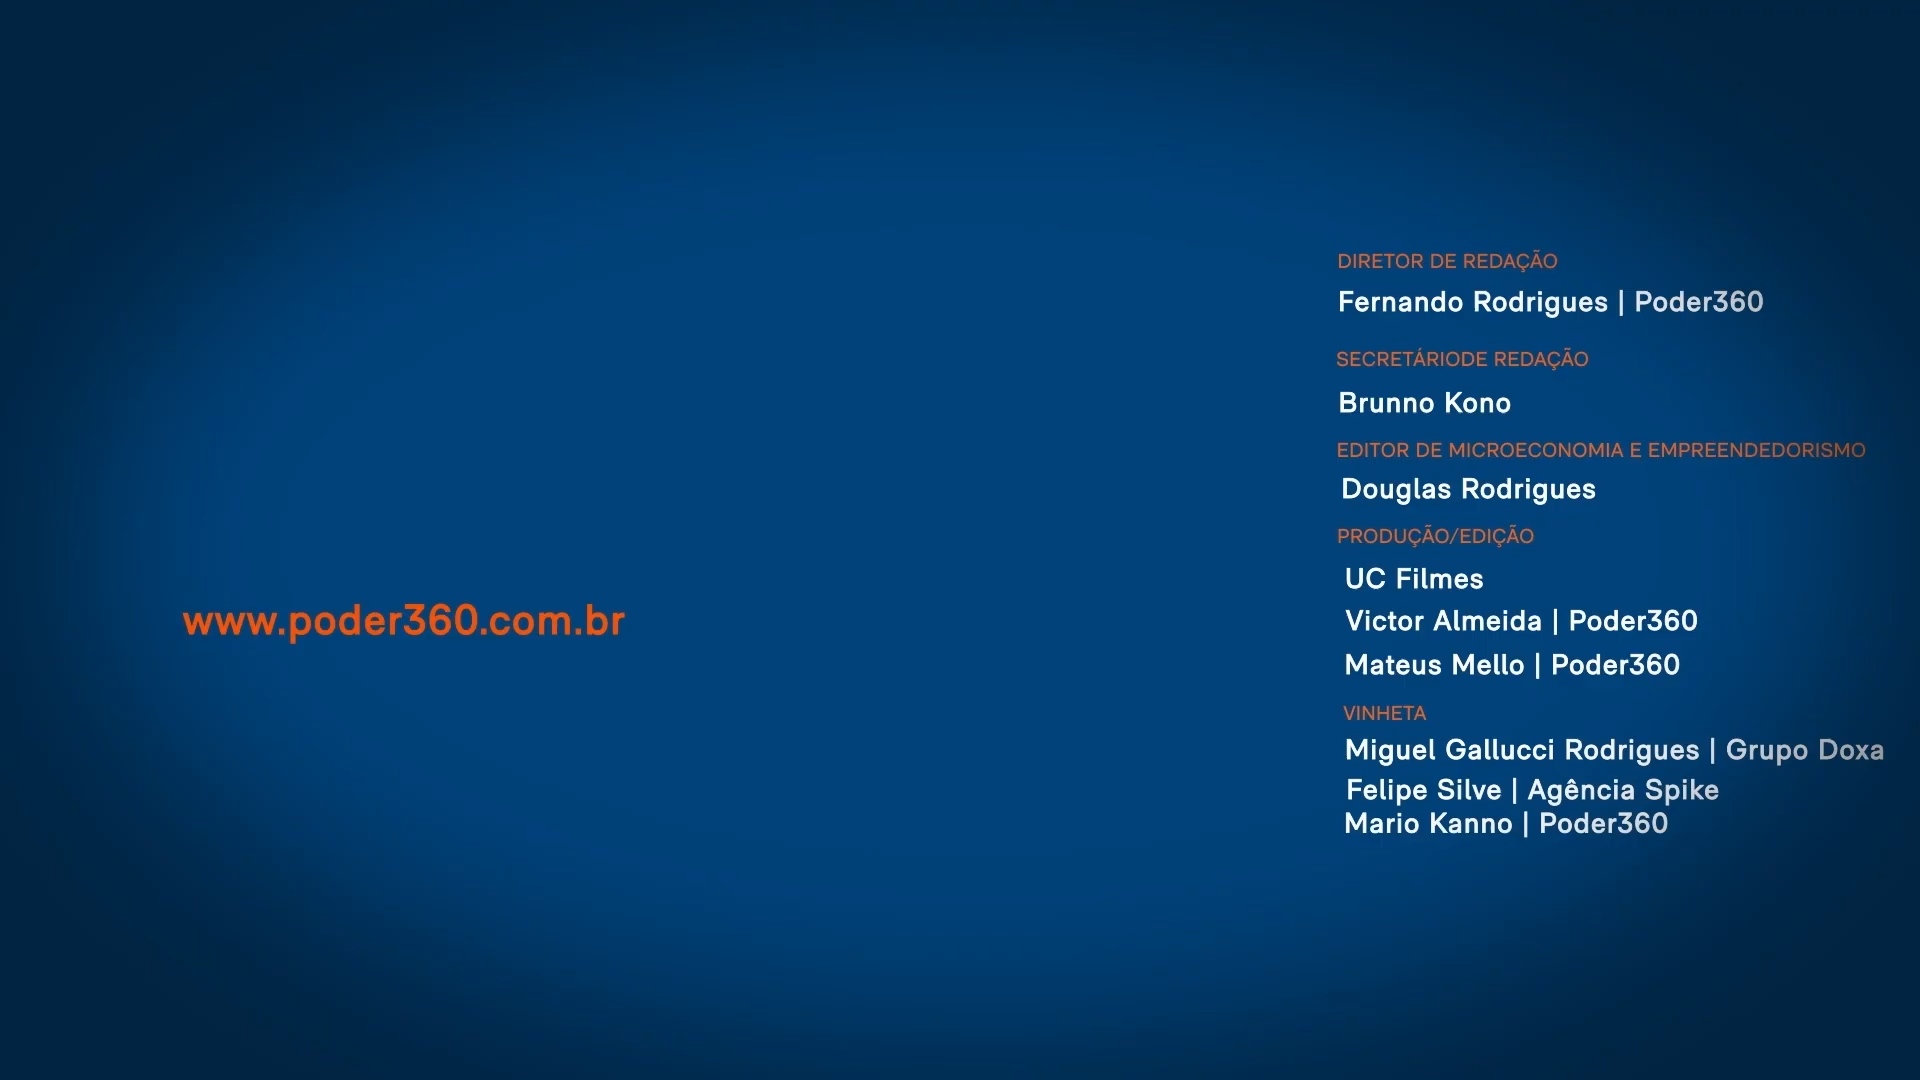 www.poder360.com.br
DIRETOR DE REDAÇÃO
Fernando Rodrigues | Poder360
SECRETÁRIODE REDAÇÃO
Brunno Kono
EDITOR DE MICROECONOMIA E EMPREENDEDORISMO
Douglas Rodrigues
PRODUÇÃO/EDIÇÃO
UC Filmes
Victor Almeida | Poder360
Mateus Mello | Poder360
VINHETA
Miguel Gallucci Rodrigues | Grupo Doxa
Felipe Silve | Agência Spike
Mario Kanno | Poder360